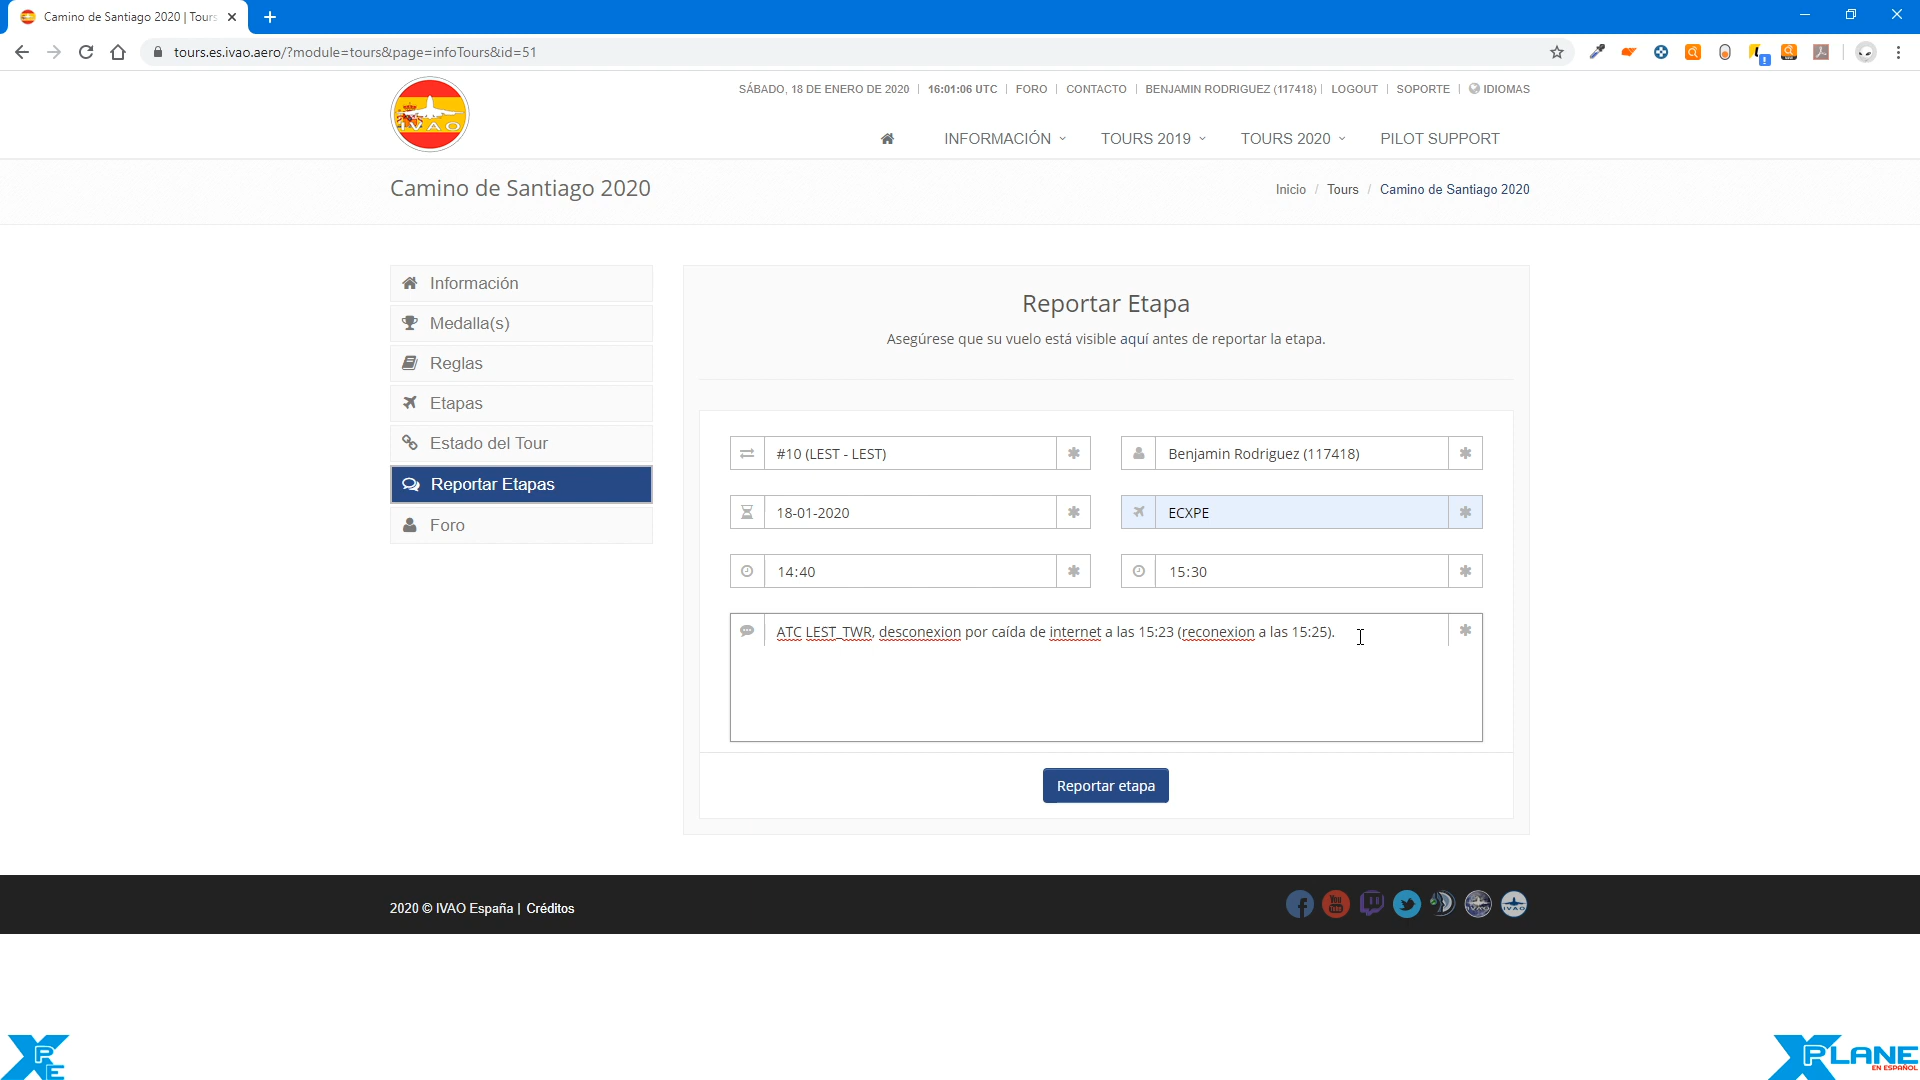 Camino de Santiago 2020 | Tours
tours.es.ivao.aero/?module=tours&page=infoTours&id=51
SÁBADO, 18 DE ENERO DE 2020 | 16:01:06 UTC | FORO | CONTACTO | BENJAMIN RODRIGUEZ (117418) | LOGOUT | SOPORTE | IDIOMAS
IVAO
INFORMACIÓN TOURS 2019 TOURS 2020 PILOT SUPPORT
Camino de Santiago 2020
Inicio / Tours / Camino de Santiago 2020
Información
Medalla(s)
Reglas
Etapas
Estado del Tour
Reportar Etapas
Foro
Reportar Etapa
Asegúrese que su vuelo está visible aquí antes de reportar la etapa.
#10 (LEST - LEST)
Benjamin Rodriguez (117418)
18-01-2020
ECXPE
14:40
15:30
ATC LEST_TWR, desconexion por caída de internet a las 15:23 (reconexion a las 15:25).
Reportar etapa
2020 © IVAO España | Créditos
You
Tube
XPE
XPLANE
EN ESPAÑOL